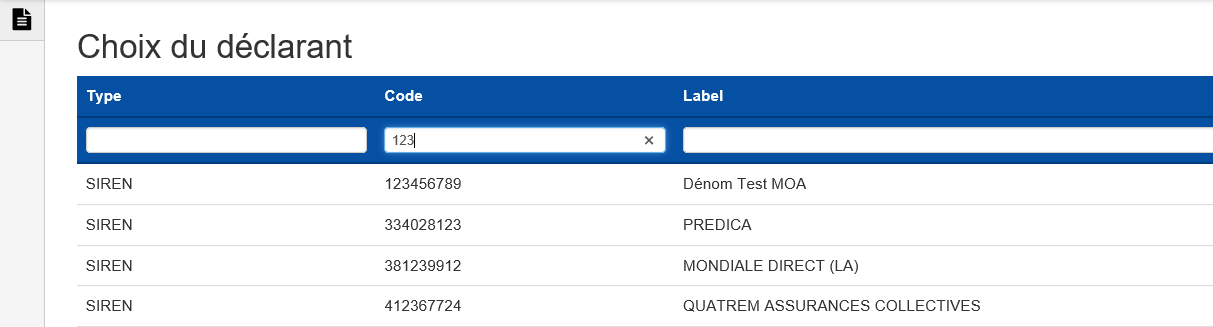 Choix du déclarant
Type Code Label
123
SIREN 123456789 Dénom Test MOA
SIREN 334028123 PREDICA
SIREN 381239912 MONDIALE DIRECT (LA)
SIREN 412367724 QUATREM ASSURANCES COLLECTIVES